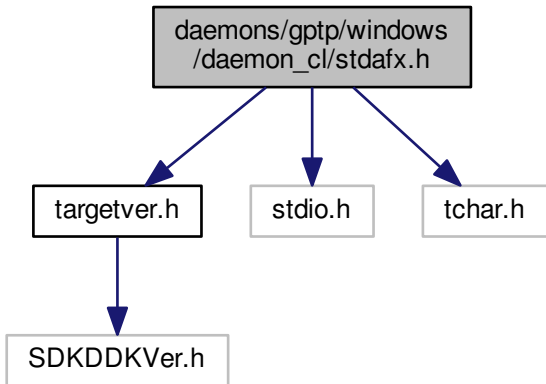 daemons/gptp/windows
/daemon_cl/stdafx.h
targetver.h
stdio.h
tchar.h
SDKDDKVer.h